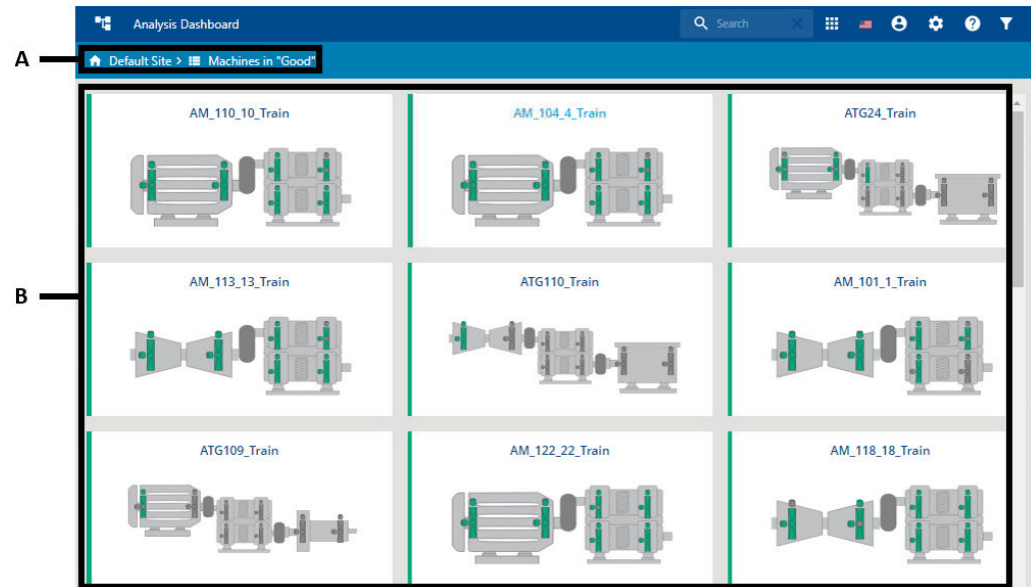 Analysis Dashboard
Search
A
Default Site > Machines in "Good"
B
AM_110_10_Train
AM_104_4_Train
ATG24_Train
AM_113_13_Train
ATG110_Train
AM_101_1_Train
ATG109_Train
AM_122_22_Train
AM_118_18_Train